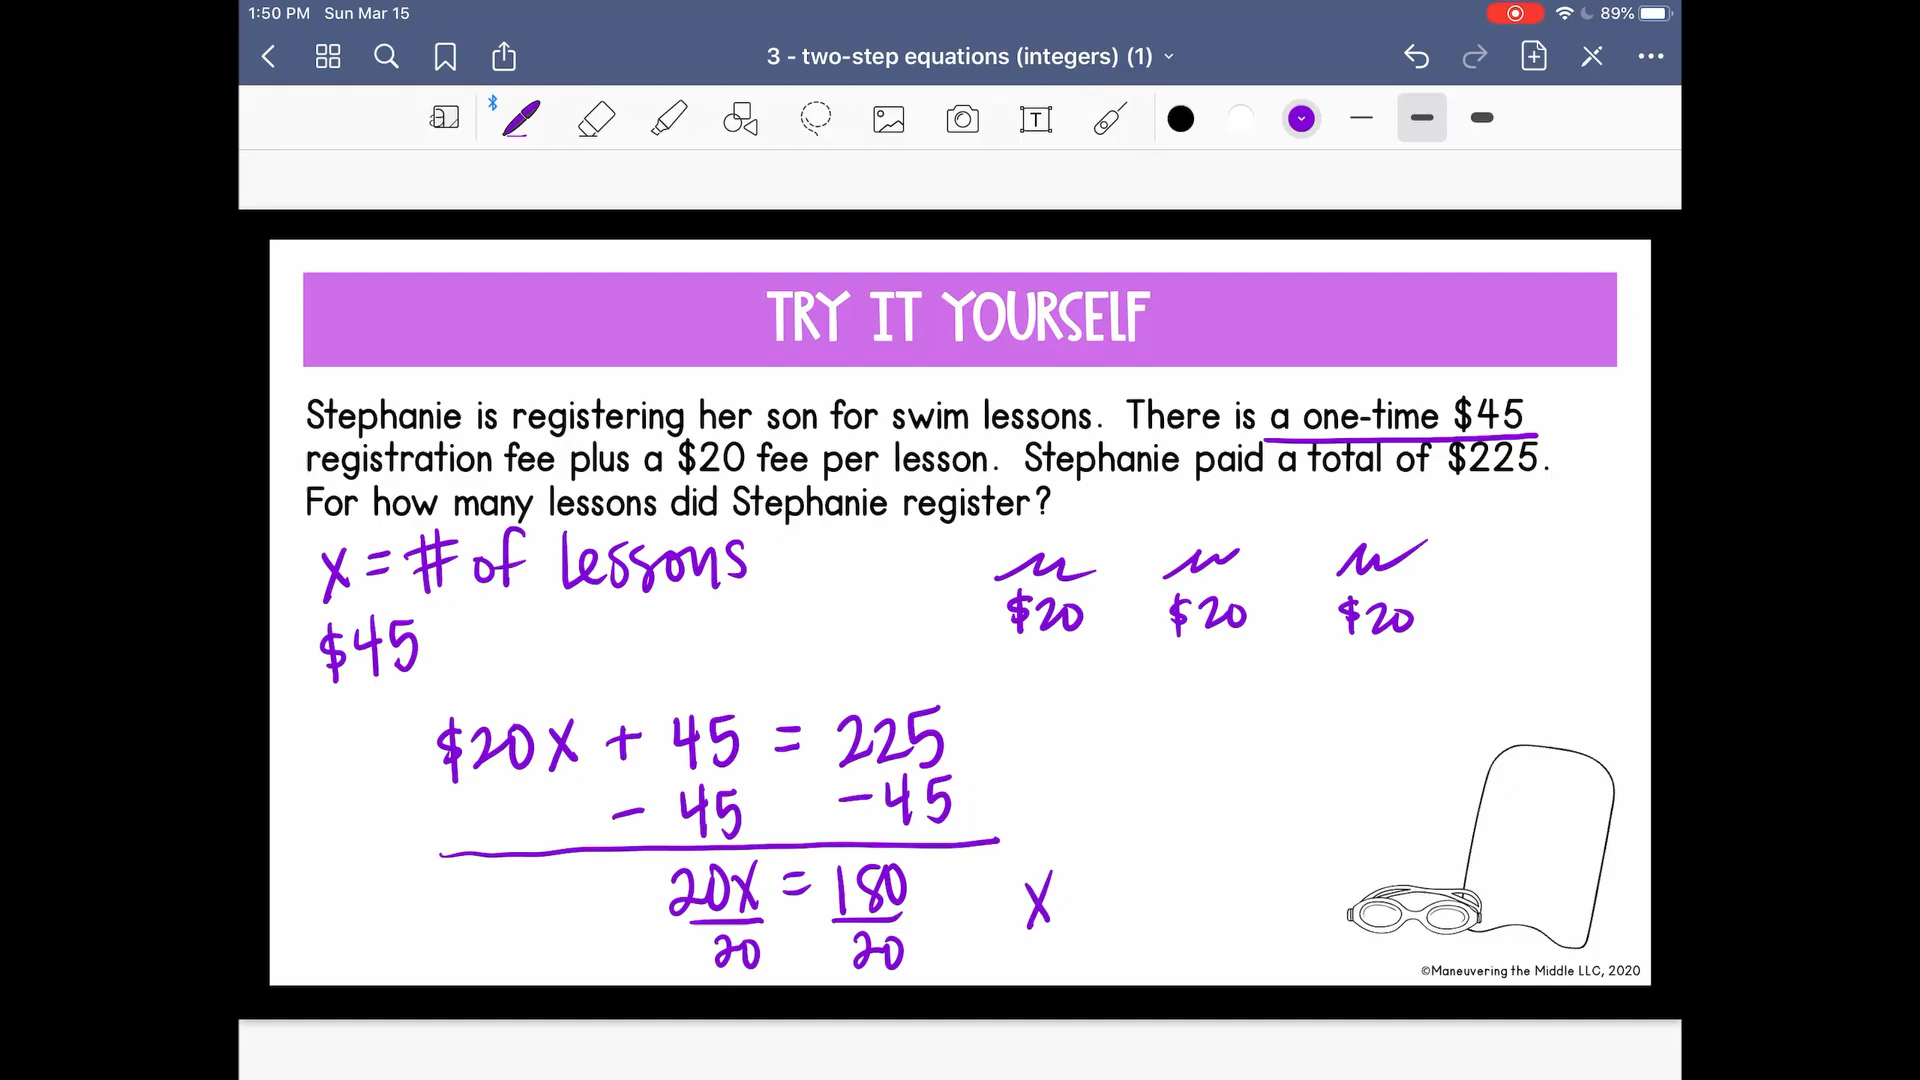 1:50 PM Sun Mar 15 89%
3 - two-step equations (integers) (1)
T
TRY IT YOURSELF
Stephanie is registering her son for swim lessons. There is a one-time $45
registration fee plus a $20 fee per lesson. Stephanie paid a total of $225.
For how many lessons did Stephanie register?
x = # of lessons
$20 $20 $20
$45
$20x + 45 = 225
- 45 -45
20x = 180 x
20 20
©Maneuvering the Middle LLC, 2020